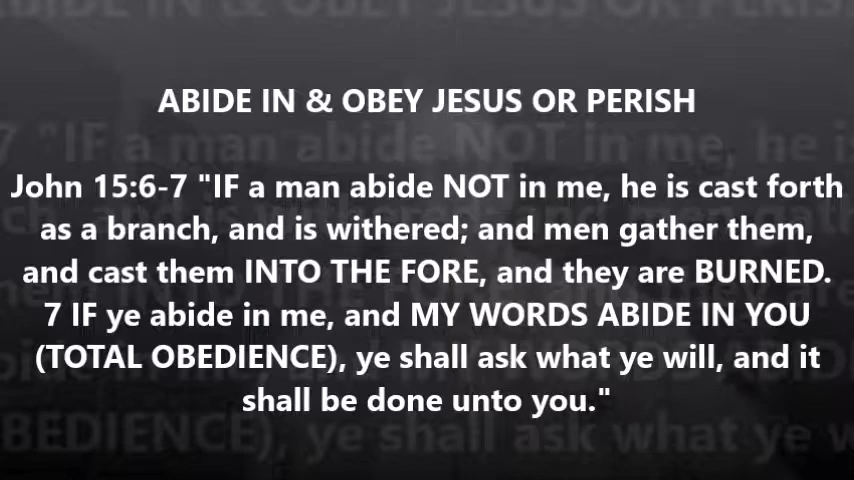 ABIDE IN & OBEY JESUS OR PERISH
John 15:6-7 "IF a man abide NOT in me, he is cast forth
as a branch, and is withered; and men gather them,
and cast them INTO THE FORE, and they are BURNED.
7 IF ye abide in me, and MY WORDS ABIDE IN YOU
(TOTAL OBEDIENCE), ye shall ask what ye will, and it
shall be done unto you."